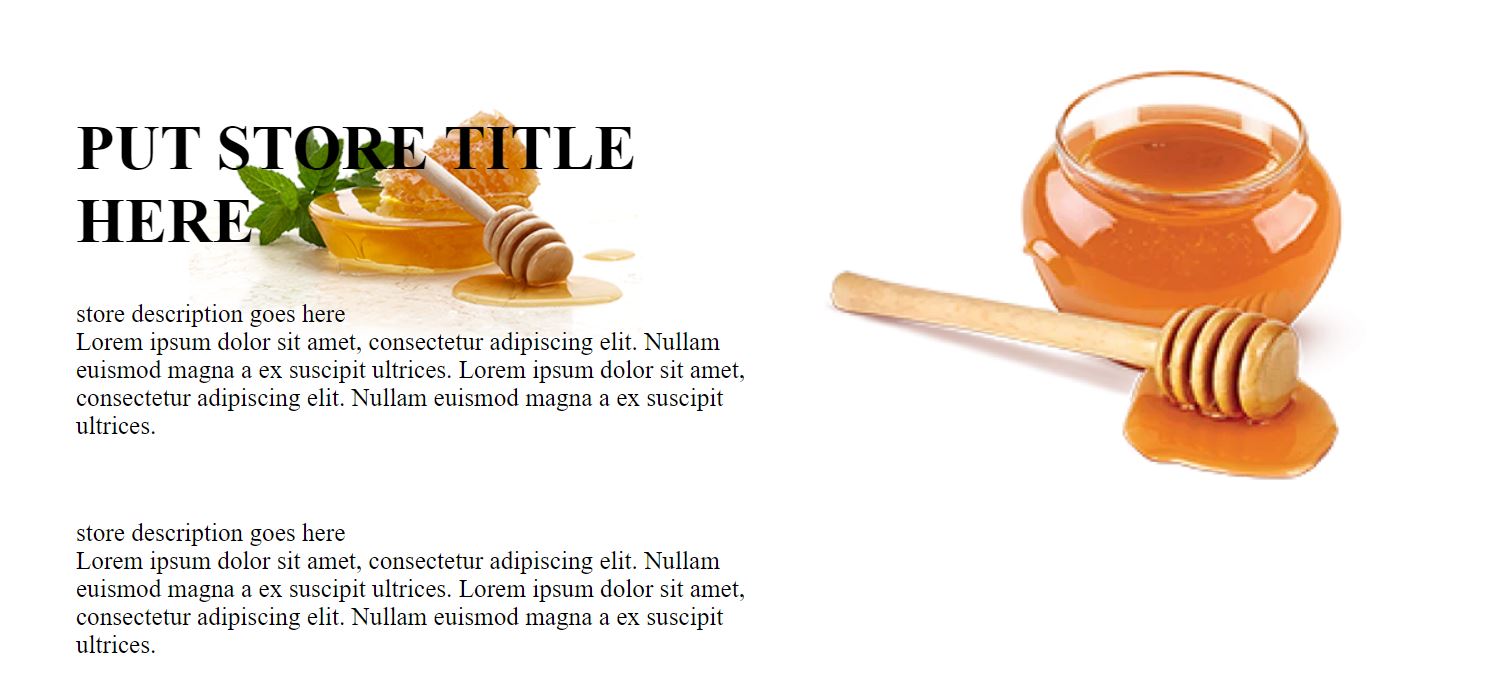 PUT STORE TITLE
HERE
store description goes here
Lorem ipsum dolor sit amet, consectetur adipiscing elit. Nullam
euismod magna a ex suscipit ultrices. Lorem ipsum dolor sit amet,
consectetur adipiscing elit. Nullam euismod magna a ex suscipit
ultrices.
store description goes here
Lorem ipsum dolor sit amet, consectetur adipiscing elit. Nullam
euismod magna a ex suscipit ultrices. Lorem ipsum dolor sit amet,
consectetur adipiscing elit. Nullam euismod magna a ex suscipit
ultrices.